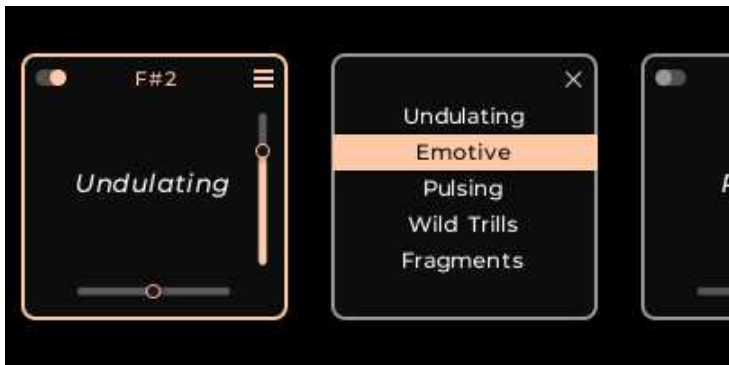 F#2
Undulating
Undulating
Emotive
Pulsing
Wild Trills
Fragments